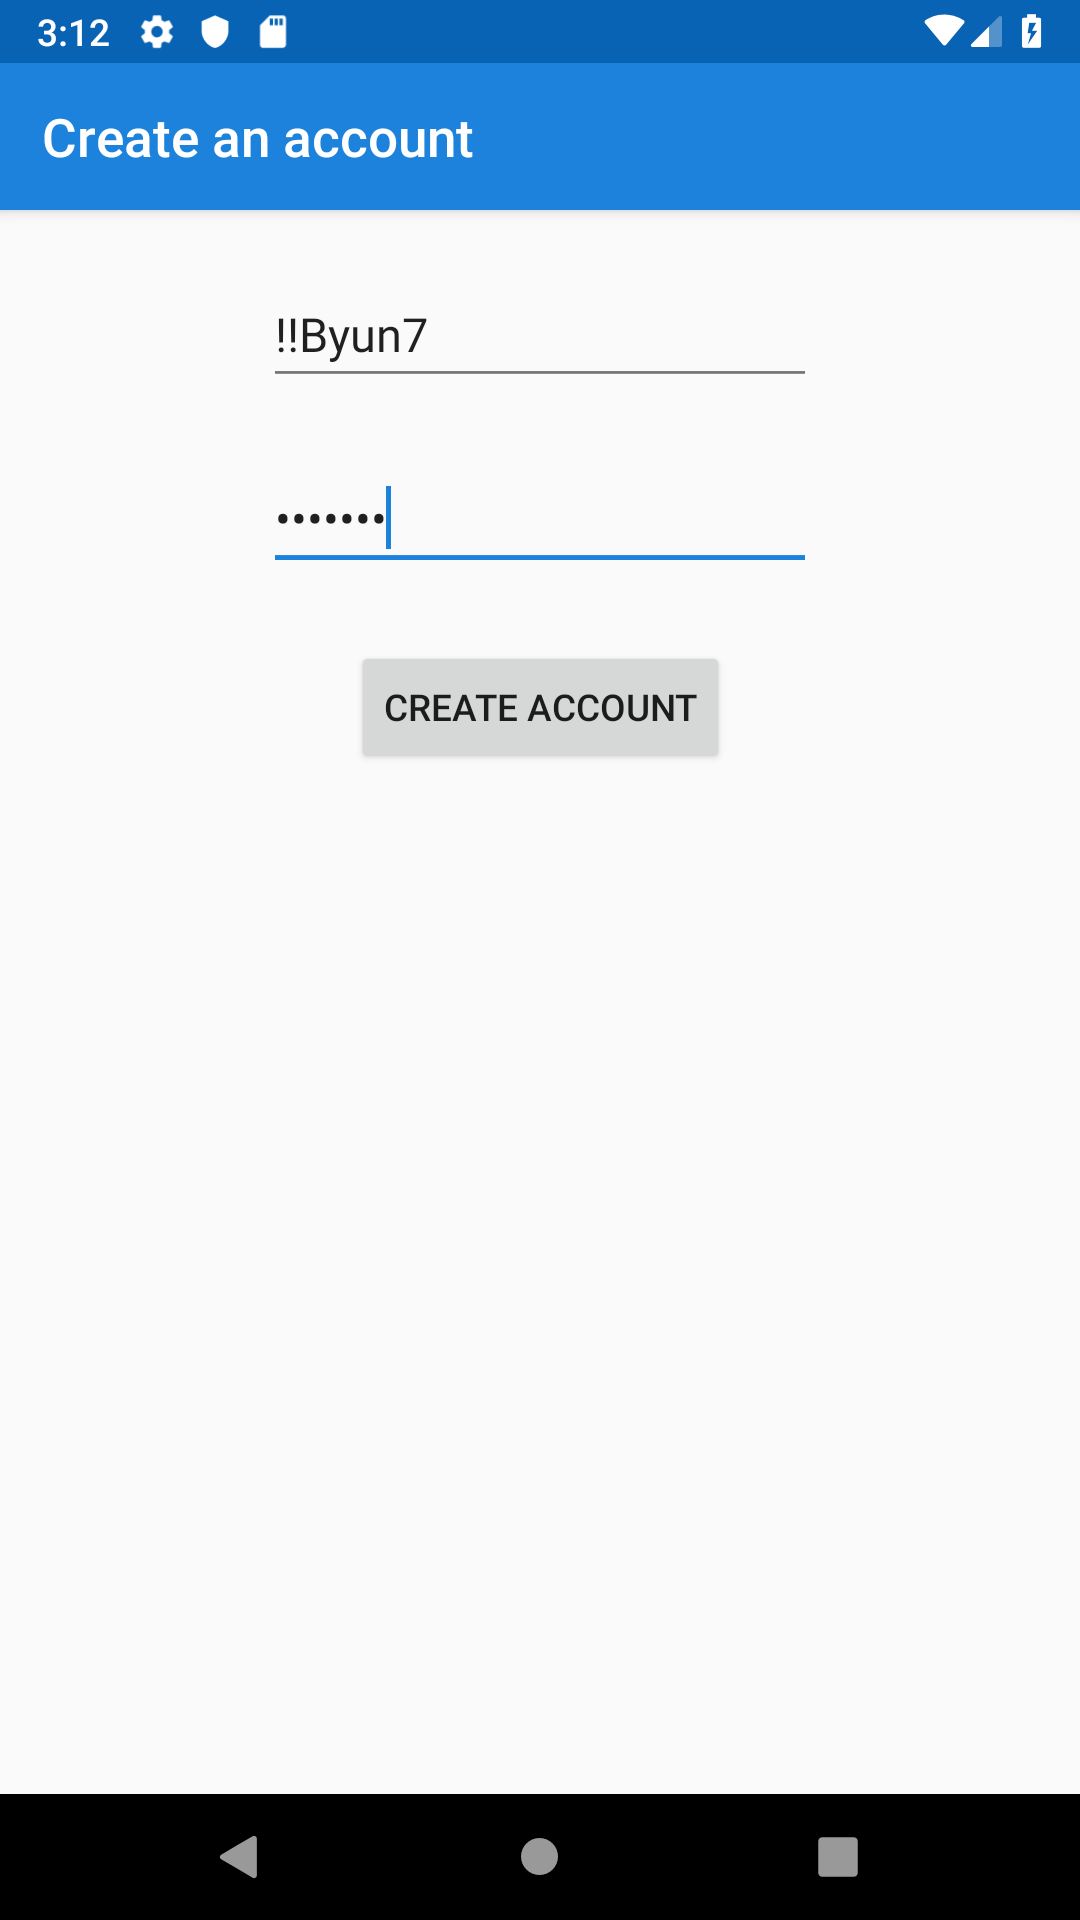 3:12
Create an account
!!Byun7
•••••••
CREATE ACCOUNT